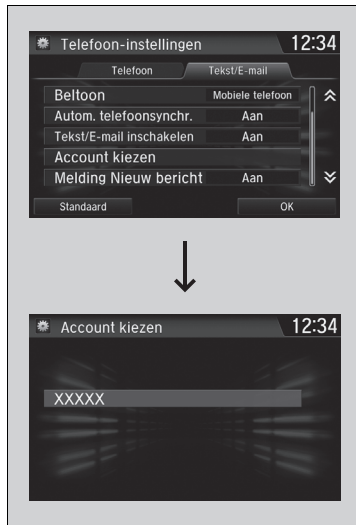 Telefoon-instellingen 12:34
Telefoon Tekst/E-mail
Beltoon Mobiele telefoon
Autom. telefoonsynchr. Aan
Tekst/E-mail inschakelen Aan
Account kiezen
Melding Nieuw bericht Aan
Standaard OK
Account kiezen 12:34
XXXXX